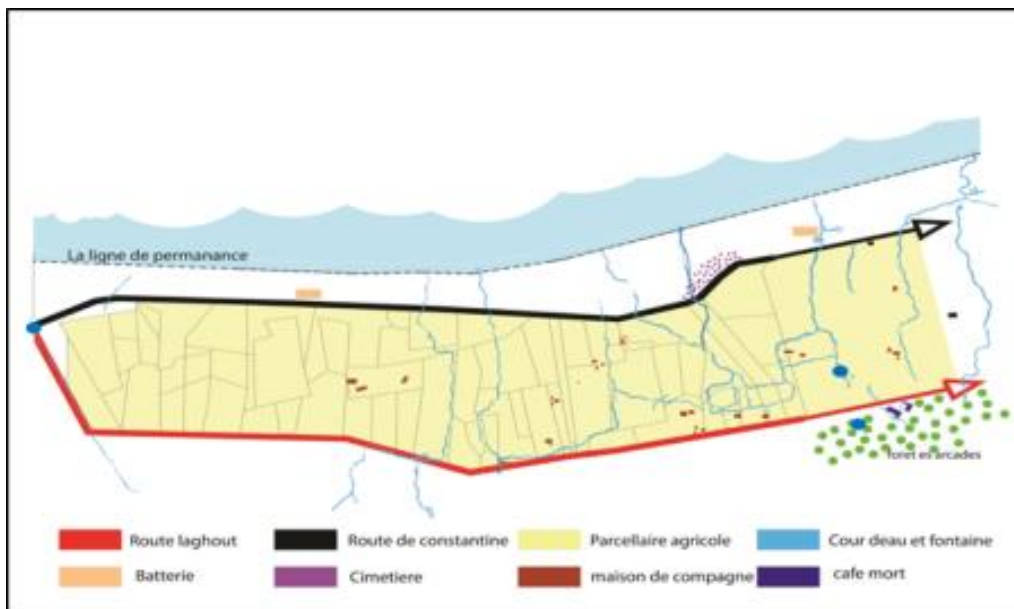 La ligne de permanance
foret es arcades
Route laghout
Route de constantine
Parcellaire agricole
Cour deau et fontaine
Batterie
Cimetiere
maison de compagne
cafe mort